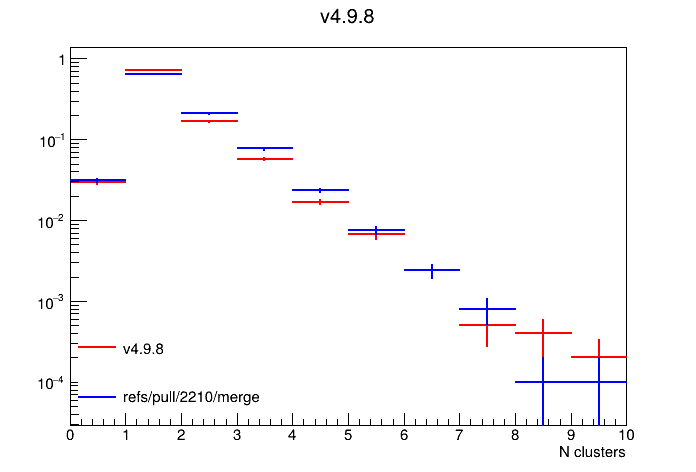 v4.9.8
1
10⁻¹
10⁻²
10⁻³
10⁻⁴
v4.9.8
refs/pull/2210/merge
0 1 2 3 4 5 6 7 8 9 10
N clusters